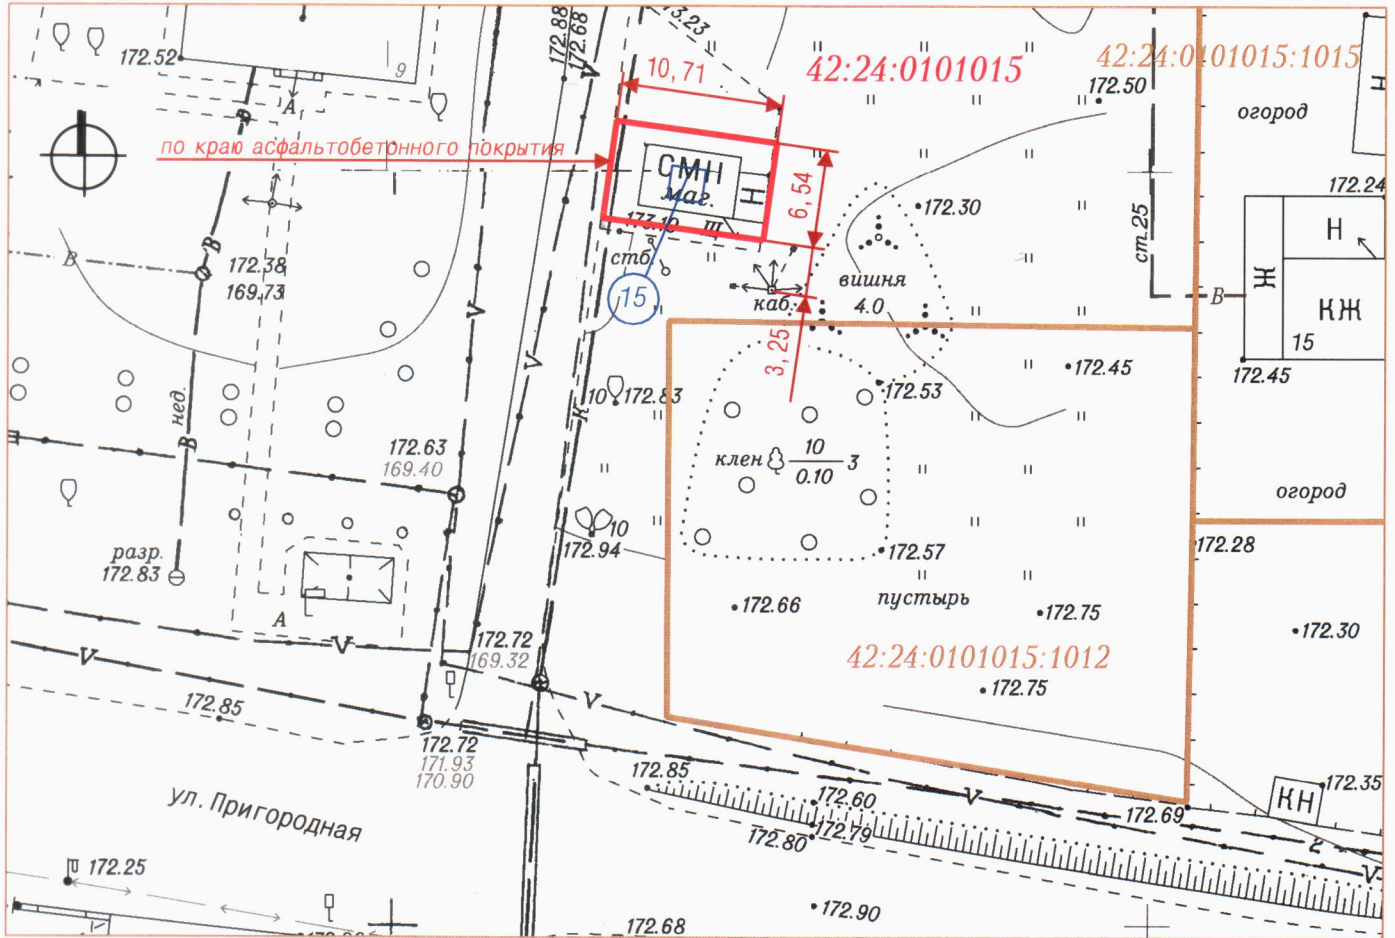 173.23
172.88
172.68
172.52
9
10,71
42:24:0101015
42:24:0101015:1015
172.50
огород
Н
А
В
V
по краю асфальтобетонного покрытия
СМН
маг.
Н
6,54
172.24
173.10
Ш
172.30
ст.25
Н
В
В
172.38
169.73
стб.
15
каб.
вишня
4.0
В
Ж
КЖ
15
V
V
3,25
172.45
172.45
172.53
10
172.83
К
нед.
В
172.63
169.40
клен
10
0.10
3
огород
10
172.94
172.57
172.28
разр.
172.83
пустырь
172.66
172.75
А
V
172.72
169.32
172.30
V
42:24:0101015:1012
172.75
172.85
V
172.72
171.93
170.90
172.85
172.60
V
172.69
КН
172.35
ул. Пригородная
172.79
172.80
г
V
172.25
172.90
172.68